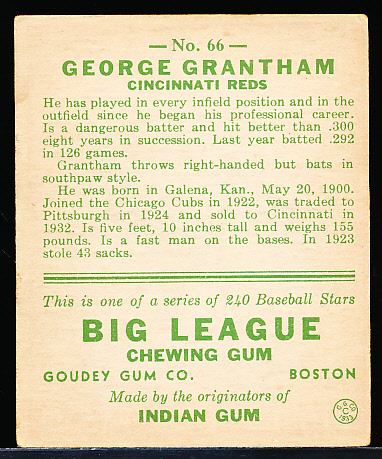 — No. 66 —
GEORGE GRANTHAM
CINCINNATI REDS
He has played in every infield position and in the
outfield since he began his professional career.
Is a dangerous batter and hit better than .300
eight years in succession. Last year batted .292
in 126 games.
Grantham throws right-handed but bats in
southpaw style.
He was born in Galena, Kan., May 20, 1900.
Joined the Chicago Cubs in 1922, was traded to
Pittsburgh in 1924 and sold to Cincinnati in
1932. Is five feet, 10 inches tall and weighs 155
pounds. Is a fast man on the bases. In 1923
stole 43 sacks.
This is one of a series of 240 Baseball Stars
BIG LEAGUE
CHEWING GUM
GOUDEY GUM CO. BOSTON
Made by the originators of
INDIAN GUM
G. G. CO.
C
1933